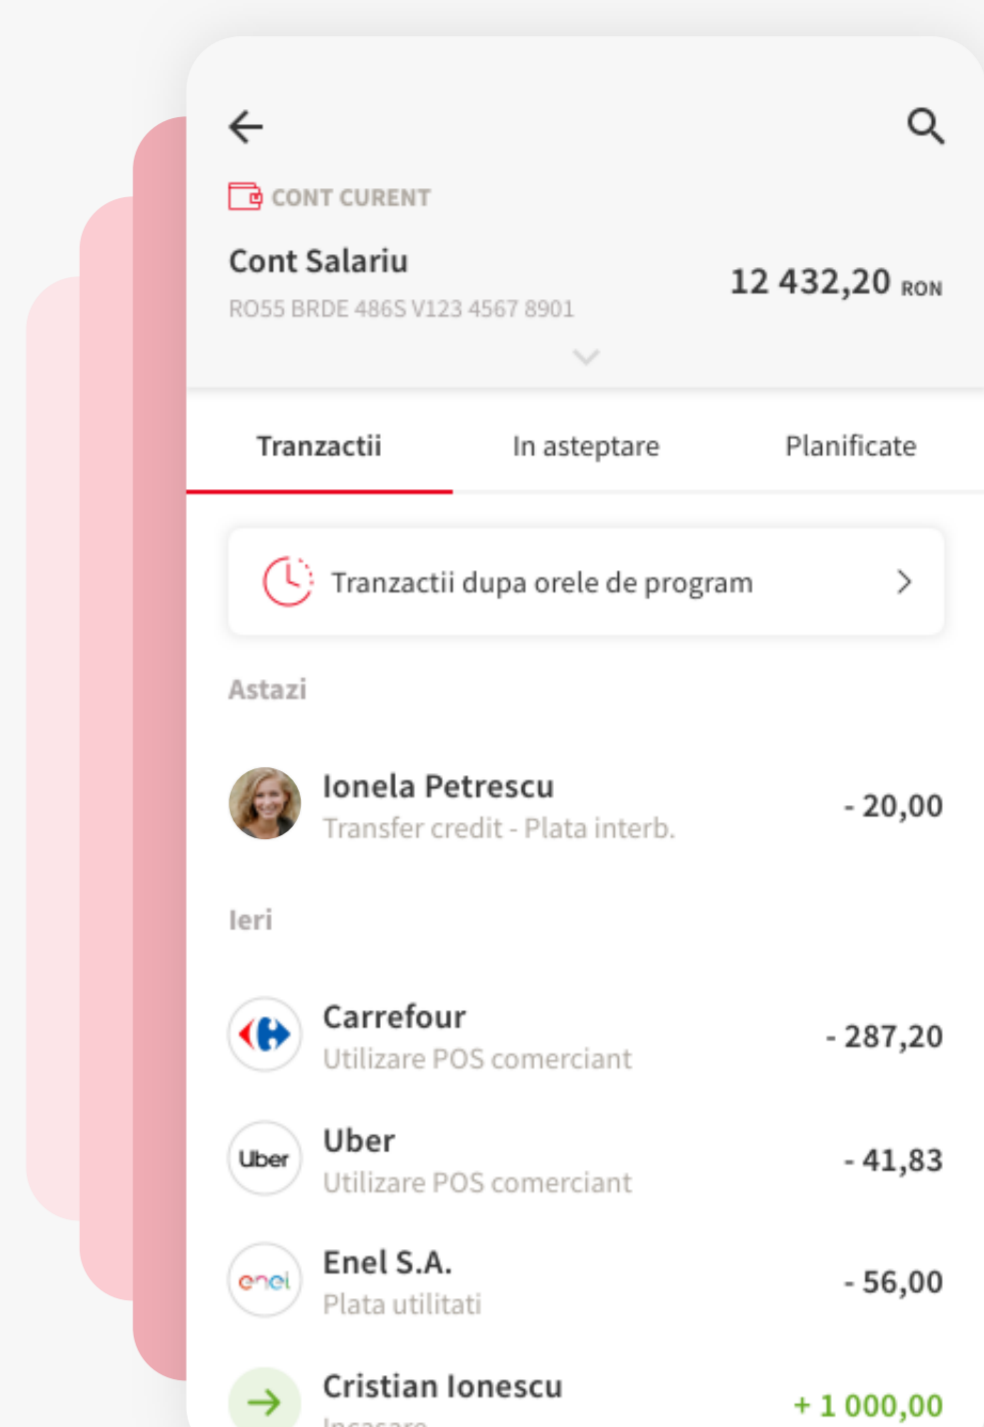 CONT CURENT
Cont Salariu
12 432,20 RON
RO55 BRDE 486S V123 4567 8901
Tranzactii
In asteptare
Planificate
Tranzactii dupa orele de program
Astazi
Ionela Petrescu
- 20,00
Transfer credit - Plata interb.
Ieri
Carrefour
- 287,20
Utilizare POS comerciant
Uber
Uber
- 41,83
Utilizare POS comerciant
enel
Enel S.A.
- 56,00
Plata utilitati
Cristian Ionescu
+ 1 000,00
Incasare